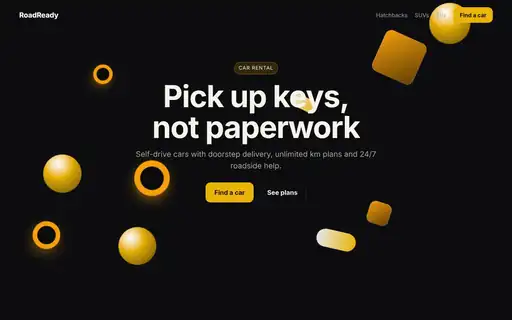 RoadReady
Hatchbacks SUVs Find a car
CAR RENTAL
Pick up keys,
not paperwork
Self-drive cars with doorstep delivery, unlimited km plans and 24/7
roadside help.
Find a car See plans